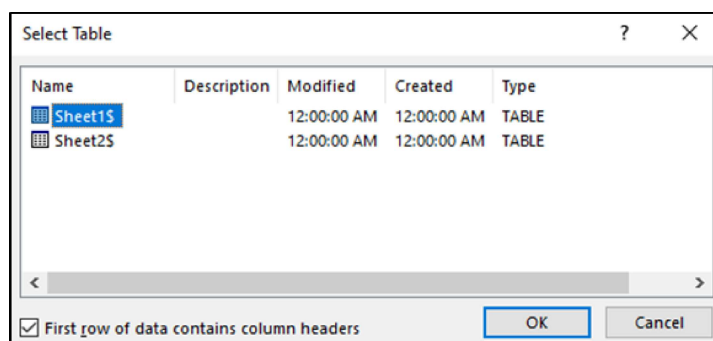 Select Table ? ×
Name Description Modified Created Type
Sheet1$ 12:00:00 AM 12:00:00 AM TABLE
Sheet2$ 12:00:00 AM 12:00:00 AM TABLE
First row of data contains column headers OK Cancel